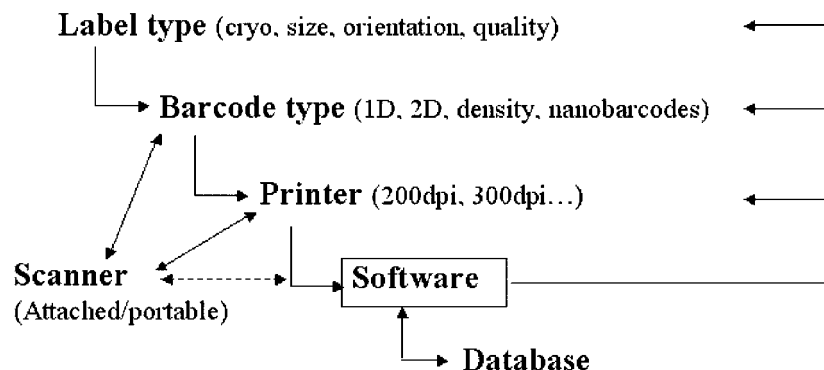 Label type (cryo, size, orientation, quality)
Barcode type (1D, 2D, density, nanobarcodes)
Printer (200dpi, 300dpi…)
Scanner
(Attached/portable)
Software
Database